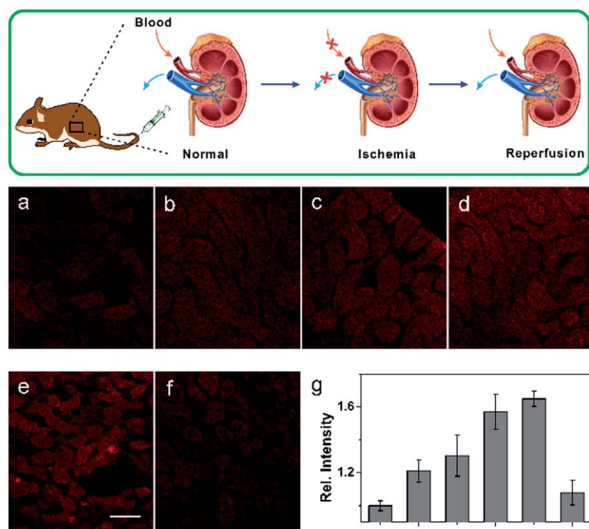 Blood
Normal
Ischemia
Reperfusion
a
b
c
d
e
f
g
Rel. Intensity
1.6
1.2